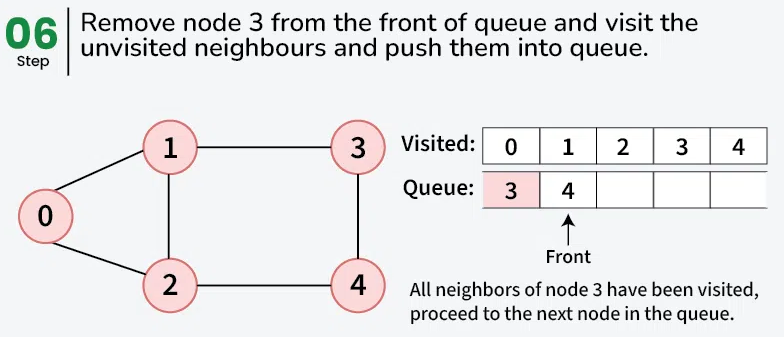 06
Step
Remove node 3 from the front of queue and visit the
unvisited neighbours and push them into queue.
1
3
0
2
4
Visited: 0 1 2 3 4
Queue: 3 4
Front
All neighbors of node 3 have been visited,
proceed to the next node in the queue.